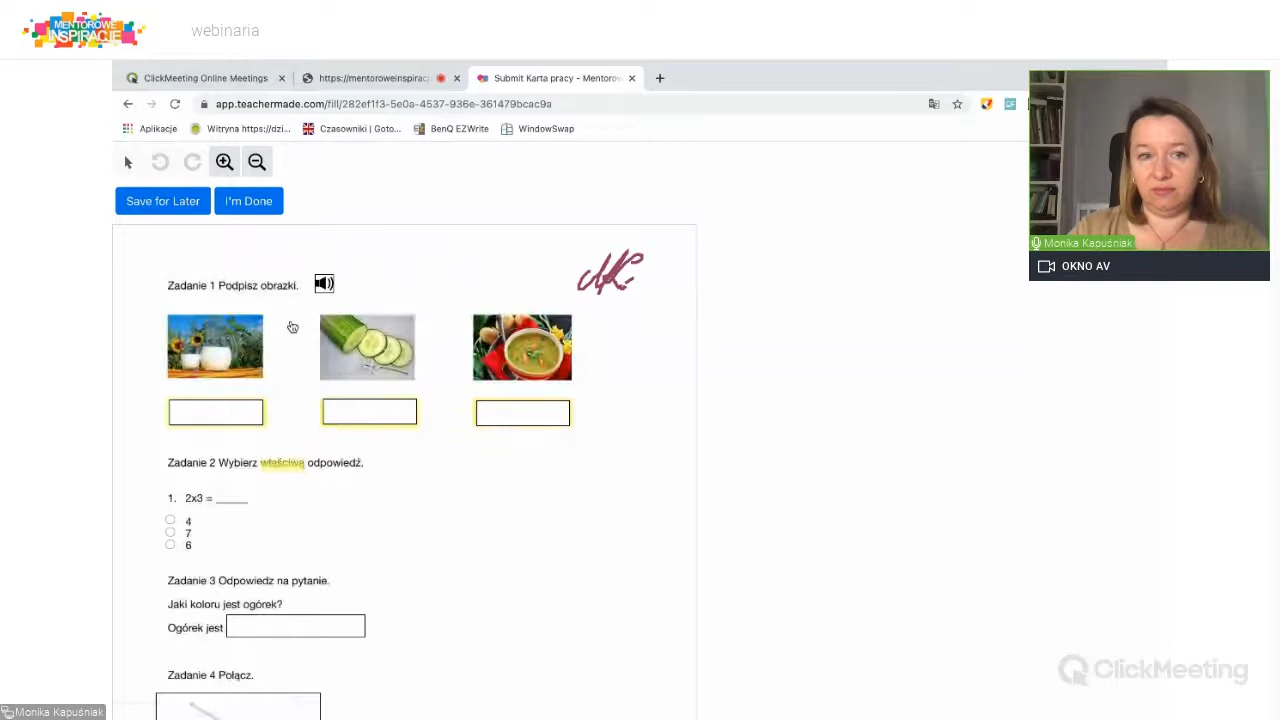 MENTOROWE
INSPIRACJE
webinaria
ClickMeeting Online Meetings
https://mentoroweinspirac
Submit Karta pracy - Mentorow
app.teachermade.com/fill/282ef1f3-5e0a-4537-936e-361479bcac9a
Aplikacje
Witryna https://dzi...
Czasowniki | Goto...
BenQ EZWrite
WindowSwap
Save for Later
I'm Done
Monika Kapuśniak
OKNO AV
Zadanie 1 Podpisz obrazki.
Zadanie 2 Wybierz właściwą odpowiedź.
1. 2x3 = _____
4
7
6
Zadanie 3 Odpowiedz na pytanie.
Jaki koloru jest ogórek?
Ogórek jest
Zadanie 4 Połącz.
ClickMeeting
Monika Kapuśniak